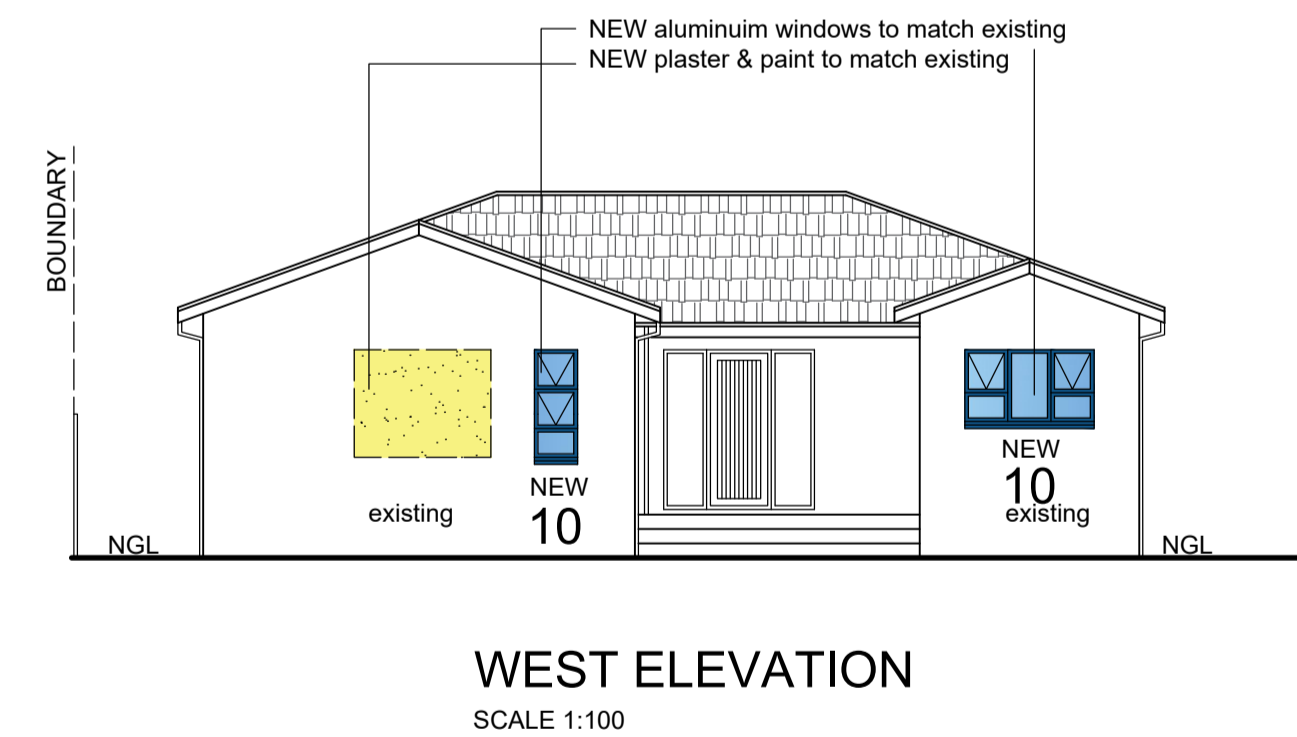 NEW aluminuim windows to match existing
NEW plaster & paint to match existing
BOUNDARY
NEW
10
existing
existing
NEW
10
NGL
NGL
WEST ELEVATION
SCALE 1:100